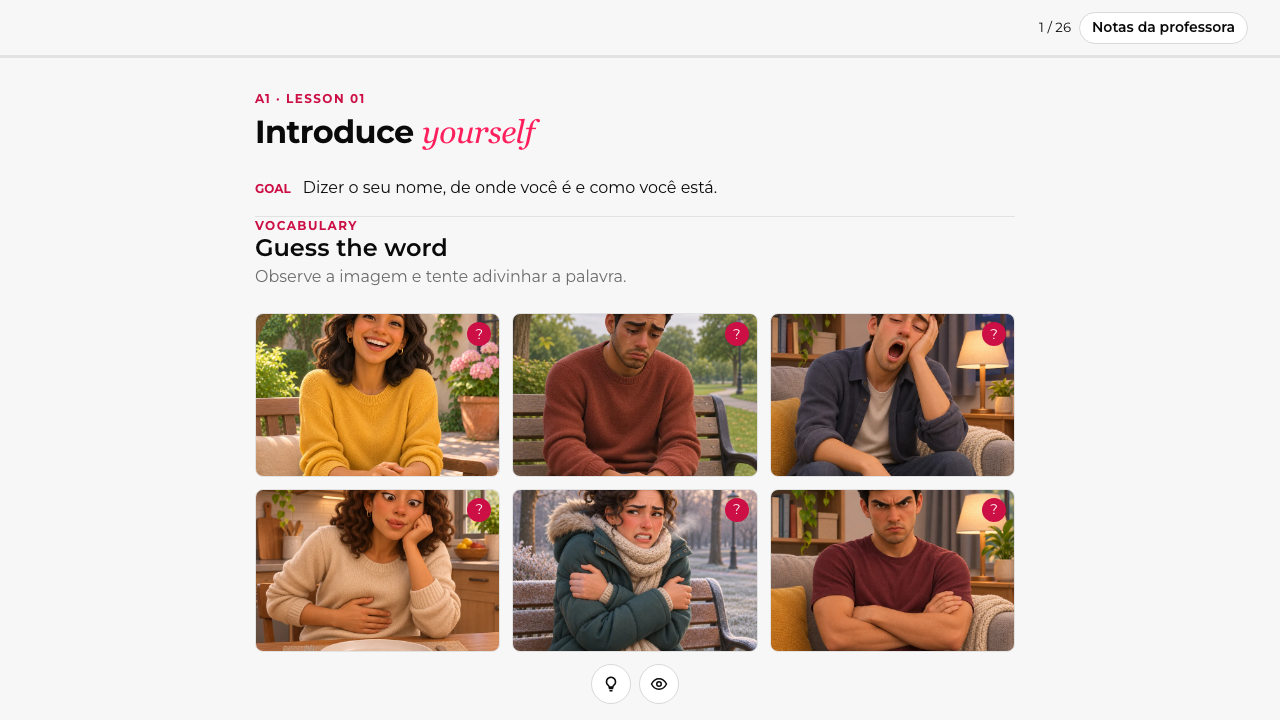 1 / 26
Notas da professora
A1 · LESSON 01
Introduce yourself
GOAL Dizer o seu nome, de onde você é e como você está.
VOCABULARY
Guess the word
Observe a imagem e tente adivinhar a palavra.
? ? ?
? ? ?